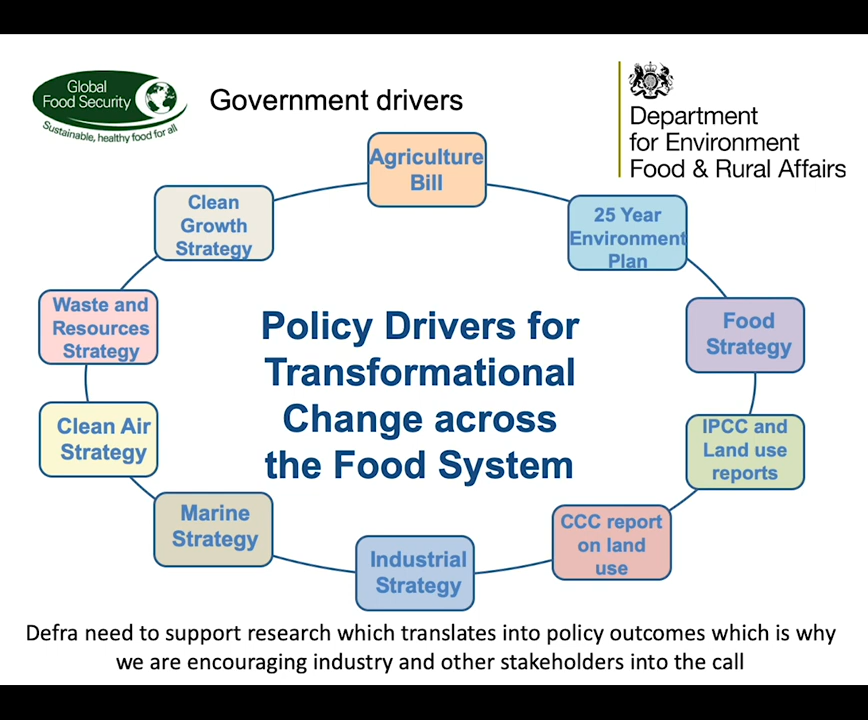 Global
Food Security
Sustainable, healthy food for all
Government drivers
Department
for Environment
Food & Rural Affairs
Agriculture
Bill
25 Year
Environment
Plan
Food
Strategy
IPCC and
Land use
reports
CCC report
on land
use
Industrial
Strategy
Marine
Strategy
Clean Air
Strategy
Waste and
Resources
Strategy
Clean
Growth
Strategy
Policy Drivers for
Transformational
Change across
the Food System
Defra need to support research which translates into policy outcomes which is why
we are encouraging industry and other stakeholders into the call